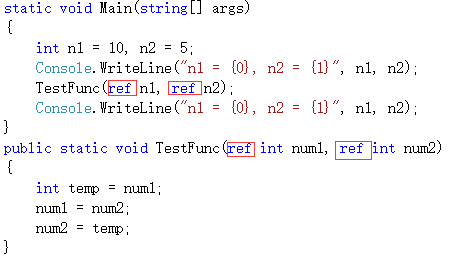 static void Main(string[] args)
{
int n1 = 10, n2 = 5;
Console.WriteLine("n1 = {0}, n2 = {1}", n1, n2);
TestFunc(ref n1, ref n2);
Console.WriteLine("n1 = {0}, n2 = {1}", n1, n2);
}
public static void TestFunc(ref int num1, ref int num2)
{
int temp = num1;
num1 = num2;
num2 = temp;
}